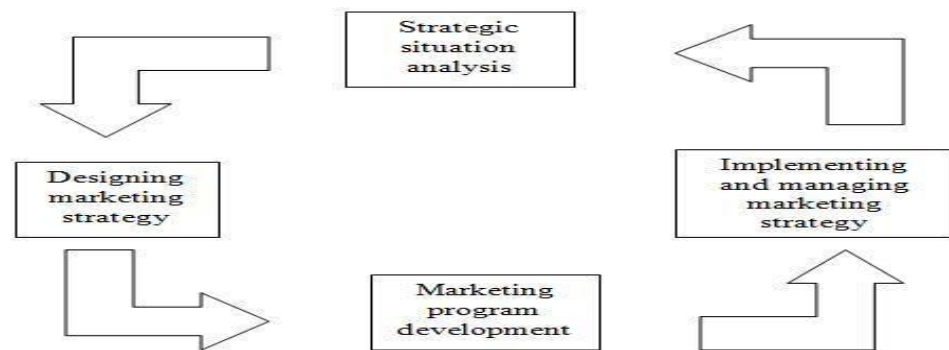 Strategic
situation
analysis
Designing
marketing
strategy
Implementing
and managing
marketing
strategy
Marketing
program
development